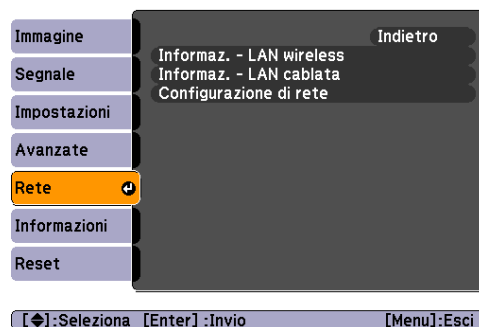 Immagine
Segnale
Impostazioni
Avanzate
Rete
Informazioni
Reset
Indietro
Informaz. - LAN wireless
Informaz. - LAN cablata
Configurazione di rete
[◆]:Seleziona [Enter] :Invio [Menu]:Esci